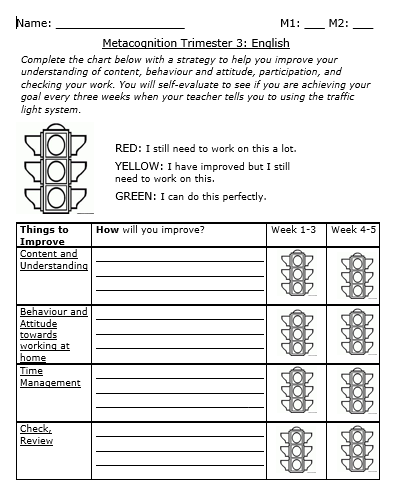 Name: ____________________ M1: ___ M2: ___
Metacognition Trimester 3: English
Complete the chart below with a strategy to help you improve your
understanding of content, behaviour and attitude, participation, and
checking your work. You will self-evaluate to see if you are achieving your
goal every three weeks when your teacher tells you to using the traffic
light system.
RED: I still need to work on this a lot.
YELLOW: I have improved but I still
need to work on this.
GREEN: I can do this perfectly.
Things to
Improve
How will you improve?
Week 1-3
Week 4-5
Content and
Understanding
Behaviour and
Attitude
towards
working at
home
Time
Management
Check,
Review